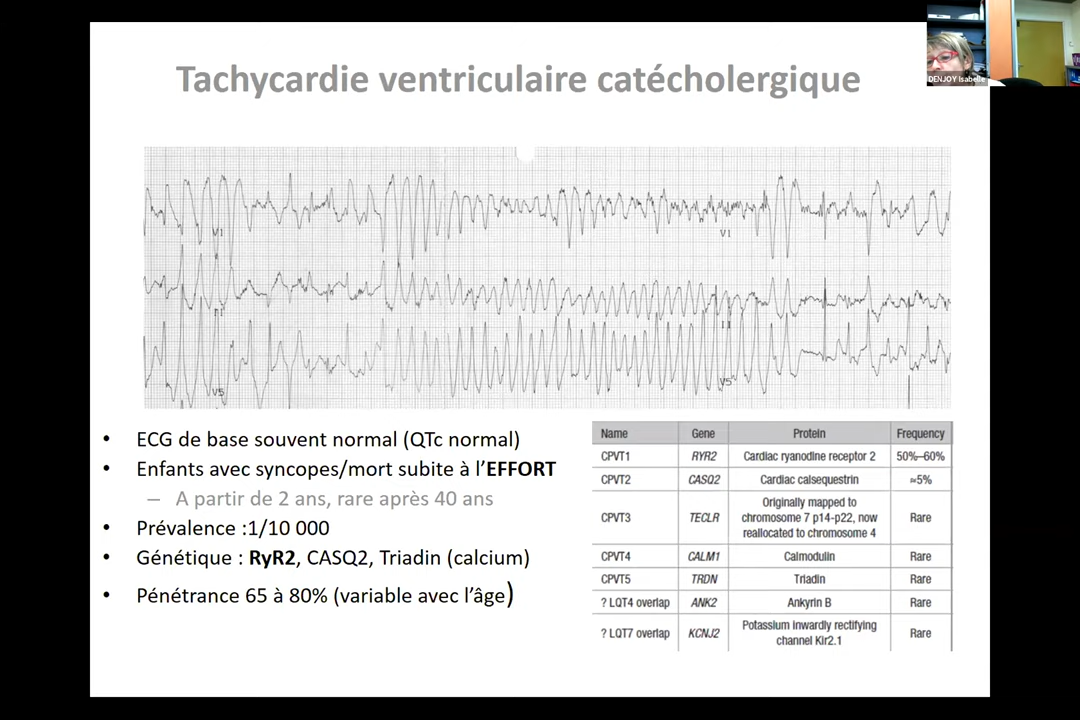 DENJOY Isabelle
Tachycardie ventriculaire catécholergique
V1
V1
II
V5
V5
• ECG de base souvent normal (QTc normal)
• Enfants avec syncopes/mort subite à l'EFFORT
– A partir de 2 ans, rare après 40 ans
• Prévalence :1/10 000
• Génétique : RyR2, CASQ2, Triadin (calcium)
• Pénétrance 65 à 80% (variable avec l'âge)
Name Gene Protein Frequency
CPVT1 RYR2 Cardiac ryanodine receptor 2 50%–60%
CPVT2 CASQ2 Cardiac calsequestrin ≈5%
CPVT3 TECLR Originally mapped to
chromosome 7 p14-p22, now
reallocated to chromosome 4 Rare
CPVT4 CALM1 Calmodulin Rare
CPVT5 TRDN Triadin Rare
? LQT4 overlap ANK2 Ankyrin B Rare
? LQT7 overlap KCNJ2 Potassium inwardly rectifying
channel Kir2.1 Rare